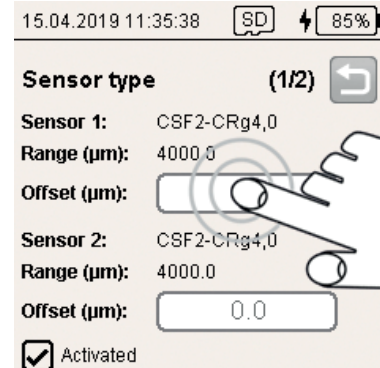 15.04.2019 11:35:38 SD 85%
Sensor type (1/2)
Sensor 1: CSF2-CRg4,0
Range (µm): 4000.0
Offset (µm):
Sensor 2: CSF2-CRg4,0
Range (µm): 4000.0
Offset (µm): 0.0
Activated